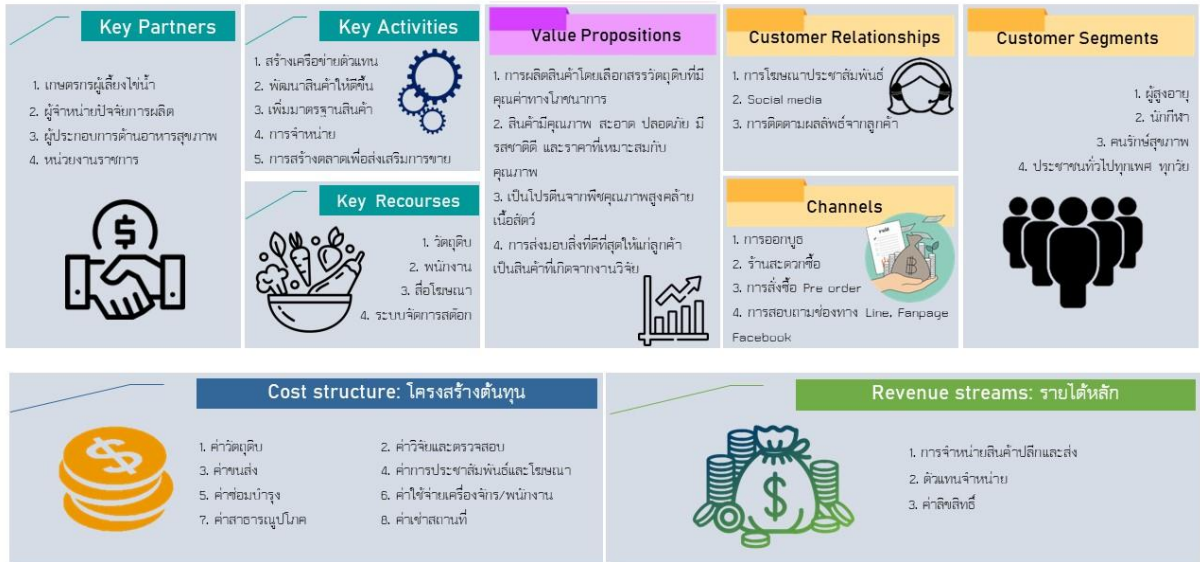 Key Partners
1. เกษตรกรผู้เลี้ยงไข่น้ำ
2. ผู้จำหน่ายปัจจัยการผลิต
3. ผู้ประกอบการด้านอาหารสุขภาพ
4. หน่วยงานราชการ
Key Activities
1. สร้างเครือข่ายตัวแทน
2. พัฒนาสินค้าให้ดีขึ้น
3. เพิ่มมาตรฐานสินค้า
4. การจำหน่าย
5. การสร้างตลาดเพื่อส่งเสริมการขาย
Key Recourses
1. วัตถุดิบ
2. พนักงาน
3. สื่อโฆษณา
4. ระบบจัดการสต๊อก
Value Propositions
1. การผลิตสินค้าโดยเลือกสรรวัตถุดิบที่มี
คุณค่าทางโภชนาการ
2. สินค้ามีคุณภาพ สะอาด ปลอดภัย มี
รสชาติดี และราคาที่เหมาะสมกับ
คุณภาพ
3. เป็นโปรตีนจากพืชคุณภาพสูงคล้าย
เนื้อสัตว์
4. การส่งมอบสิ่งที่ดีที่สุดให้แก่ลูกค้า
เป็นสินค้าที่เกิดจากงานวิจัย
Customer Relationships
1. การโฆษณาประชาสัมพันธ์
2. Social media
3. การติดตามผลลัพธ์จากลูกค้า
Channels
1. การออกบูธ
2. ร้านสะดวกซื้อ
3. การสั่งซื้อ Pre order
4. การสอบถามช่องทาง Line, Fanpage
Facebook
Customer Segments
1. ผู้สูงอายุ
2. นักกีฬา
3. คนรักษ์สุขภาพ
4. ประชาชนทั่วไปทุกเพศ ทุกวัย
Cost structure: โครงสร้างต้นทุน
1. ค่าวัตถุดิบ
2. ค่าวิจัยและตรวจสอบ
3. ค่าขนส่ง
4. ค่าการประชาสัมพันธ์และโฆษณา
5. ค่าซ่อมบำรุง
6. ค่าใช้จ่ายเครื่องจักร/พนักงาน
7. ค่าสาธารณูปโภค
8. ค่าเช่าสถานที่
Revenue streams: รายได้หลัก
1. การจำหน่ายสินค้าปลีกและส่ง
2. ตัวแทนจำหน่าย
3. ค่าลิขสิทธิ์